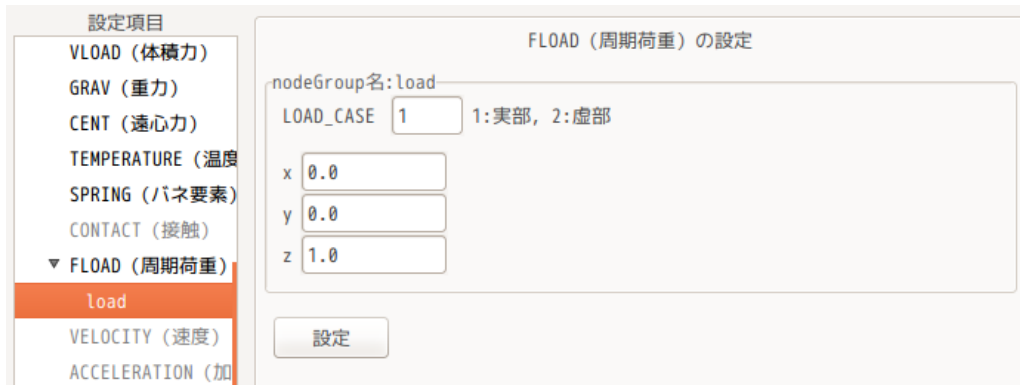 設定項目
VLOAD (体積力)
GRAV (重力)
CENT (遠心力)
TEMPERATURE (温度
SPRING (バネ要素)
CONTACT (接触)
▼ FLOAD (周期荷重)
load
VELOCITY (速度)
ACCELERATION (加
FLOAD (周期荷重) の設定
nodeGroup名:load
LOAD_CASE 1 1:実部, 2:虚部
x 0.0
y 0.0
z 1.0
設定